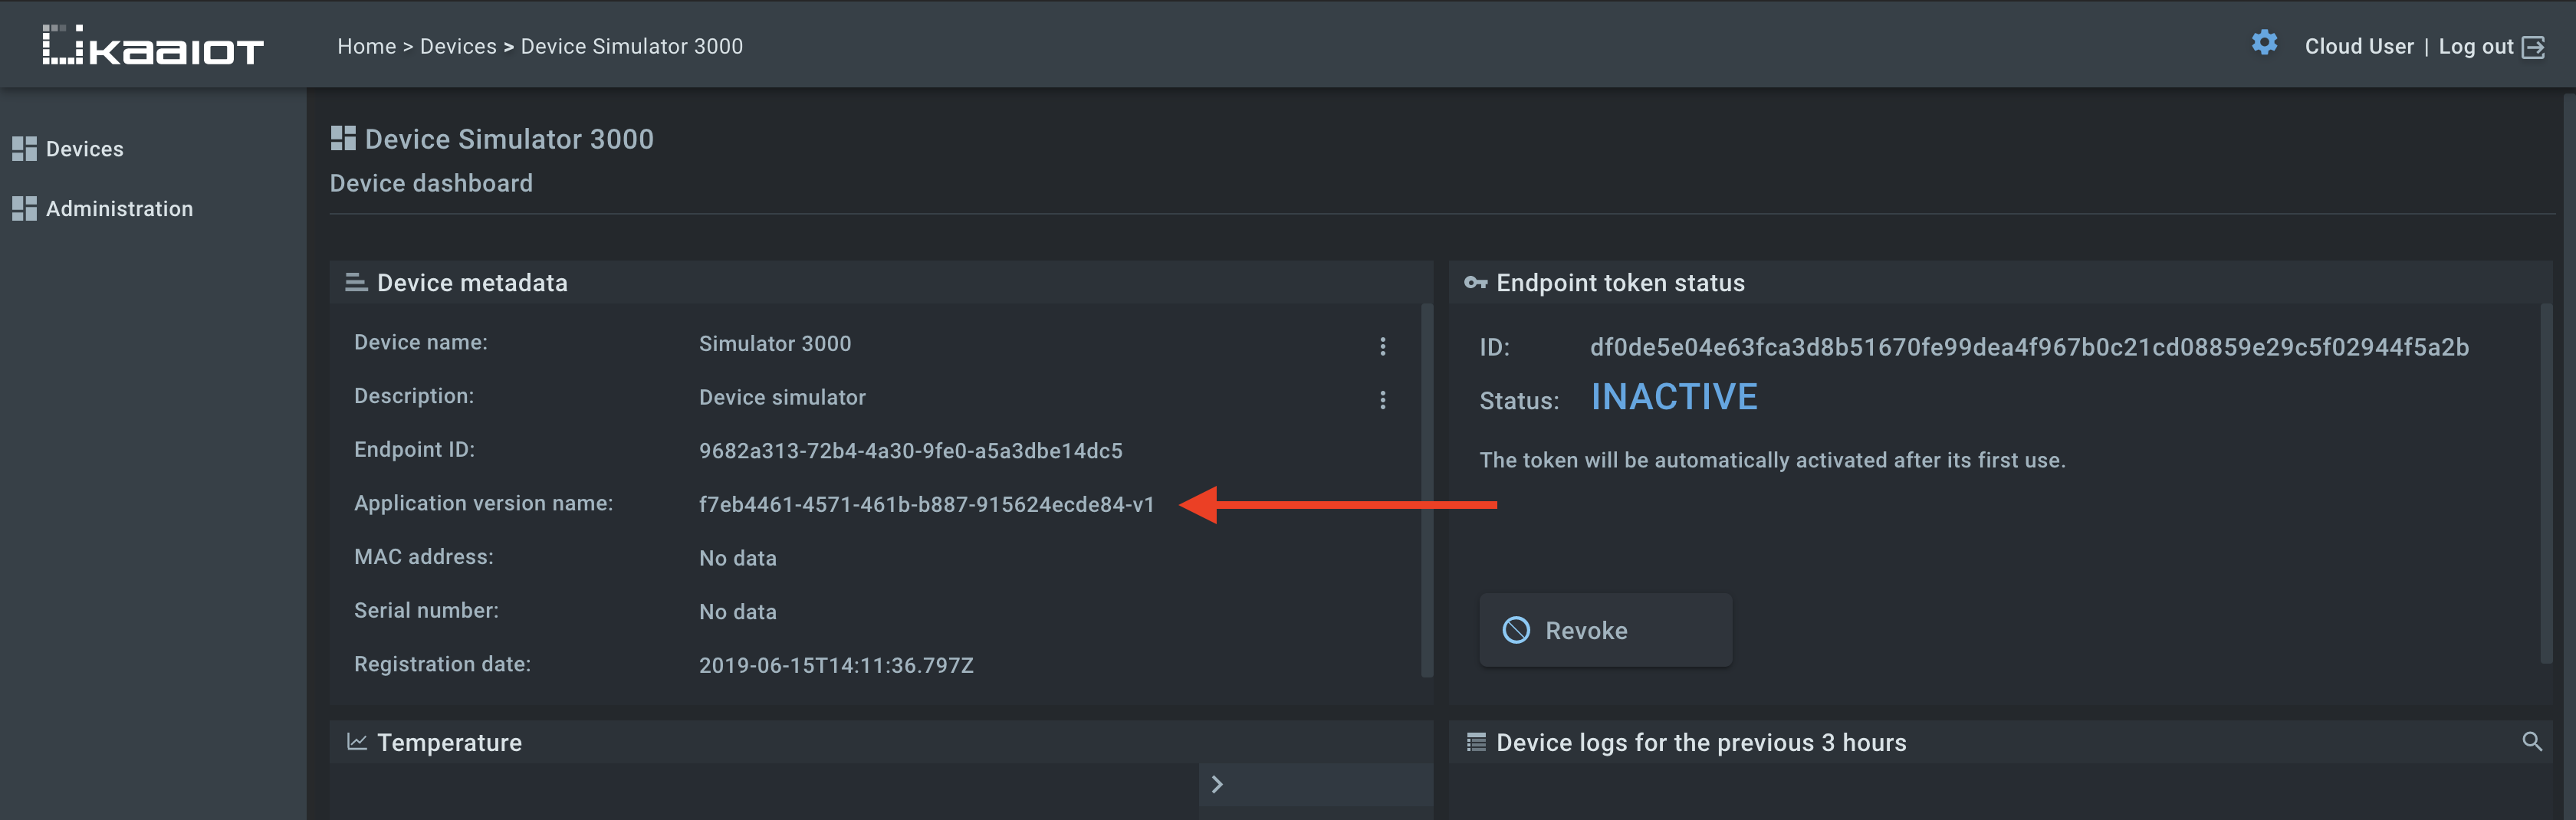 KAAIOT
Home > Devices > Device Simulator 3000
Cloud User | Log out
Devices
Administration
Device Simulator 3000
Device dashboard
Device metadata
Device name: Simulator 3000
Description: Device simulator
Endpoint ID: 9682a313-72b4-4a30-9fe0-a5a3dbe14dc5
Application version name: f7eb4461-4571-461b-b887-915624ecde84-v1
MAC address: No data
Serial number: No data
Registration date: 2019-06-15T14:11:36.797Z
Endpoint token status
ID: df0de5e04e63fca3d8b51670fe99dea4f967b0c21cd08859e29c5f02944f5a2b
Status: INACTIVE
The token will be automatically activated after its first use.
Revoke
Temperature
Device logs for the previous 3 hours